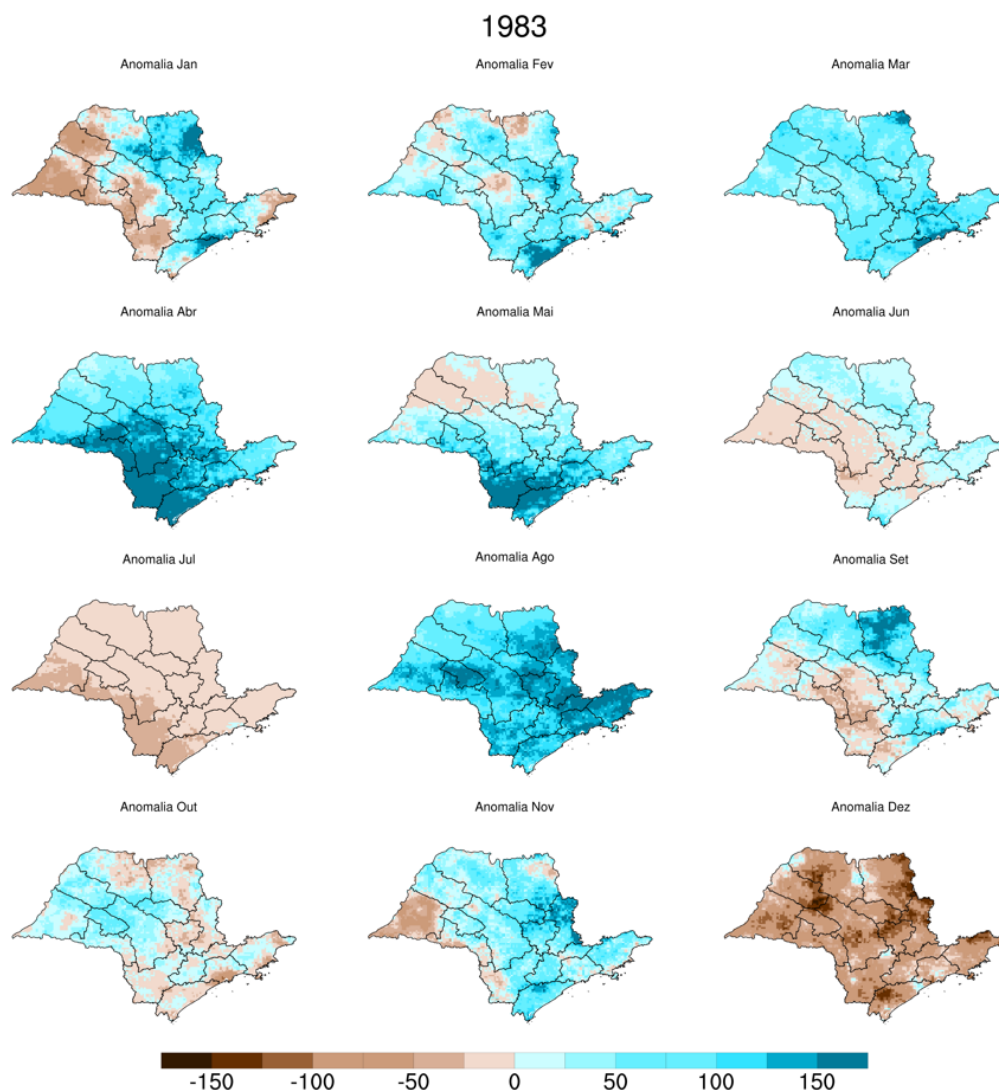 1983
Anomalia Jan
Anomalia Fev
Anomalia Mar
Anomalia Abr
Anomalia Mai
Anomalia Jun
Anomalia Jul
Anomalia Ago
Anomalia Set
Anomalia Out
Anomalia Nov
Anomalia Dez
-150 -100 -50 0 50 100 150